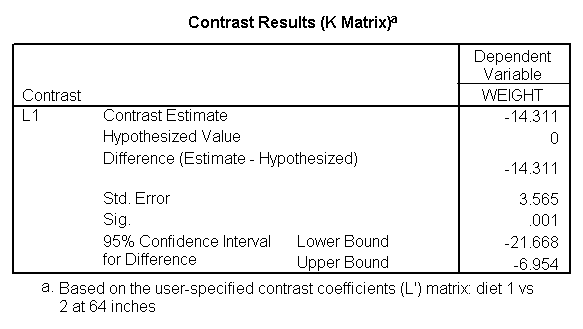 Contrast Results (K Matrix)a
Dependent
Variable
Contrast WEIGHT
L1 Contrast Estimate -14.311
Hypothesized Value 0
Difference (Estimate - Hypothesized) -14.311
Std. Error 3.565
Sig. .001
95% Confidence Interval Lower Bound -21.668
for Difference Upper Bound -6.954
a. Based on the user-specified contrast coefficients (L') matrix: diet 1 vs
2 at 64 inches